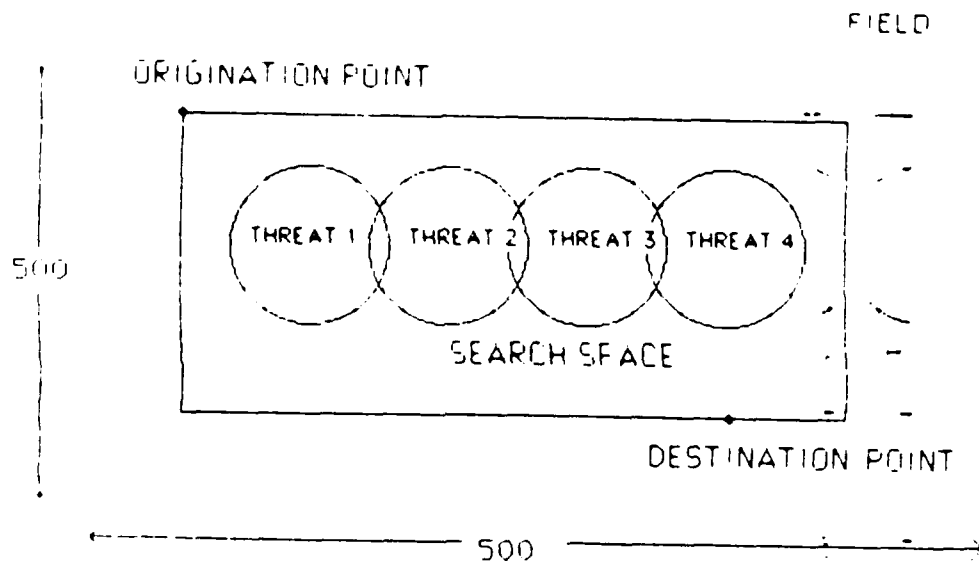 FIELD
ORIGINATION POINT
THREAT 1 THREAT 2 THREAT 3 THREAT 4
500
SEARCH SPACE
DESTINATION POINT
500